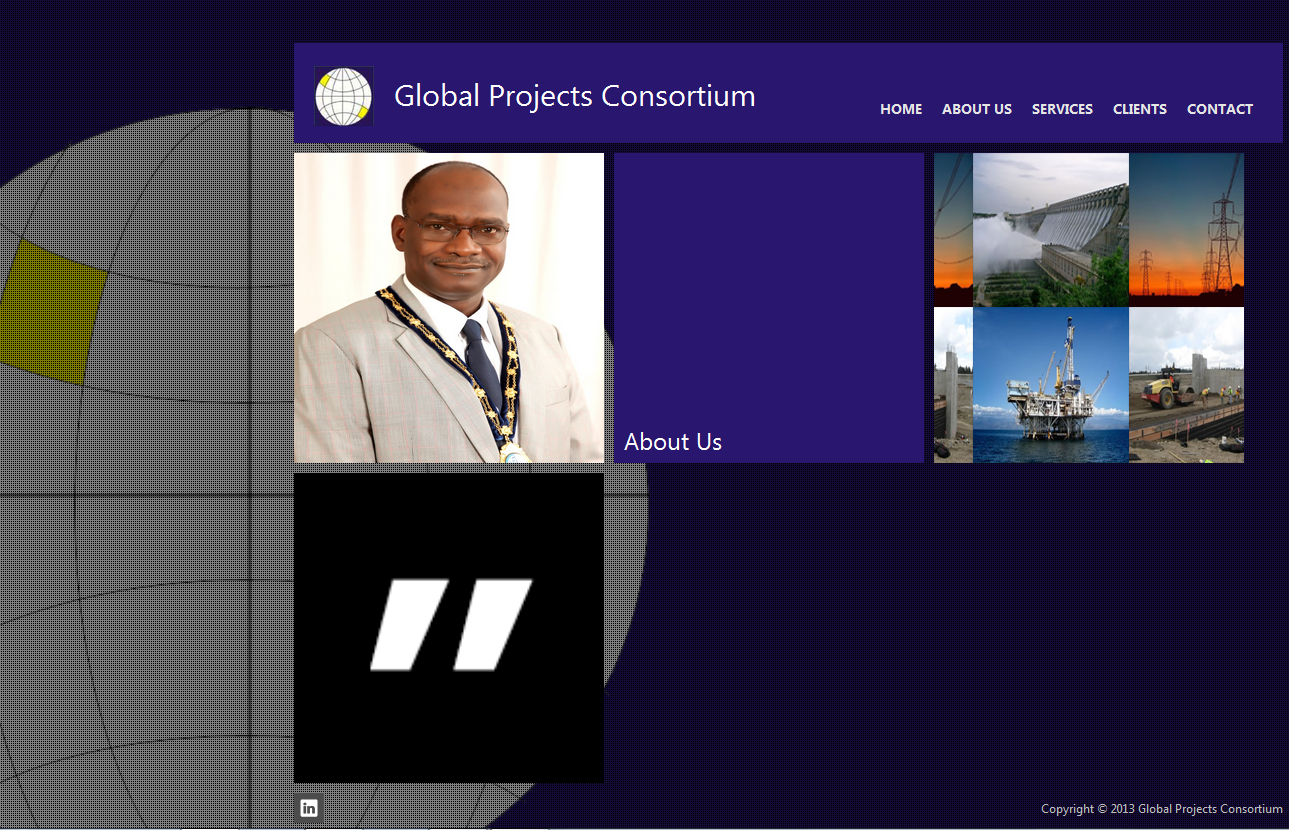 Global Projects Consortium
HOME ABOUT US SERVICES CLIENTS CONTACT
About Us
"
in
Copyright © 2013 Global Projects Consortium